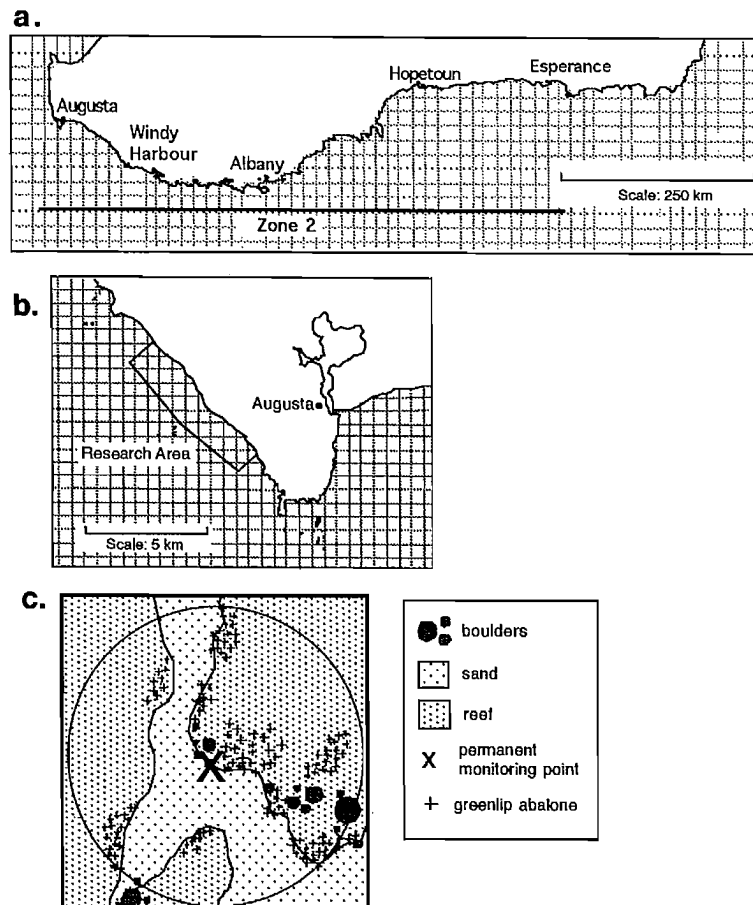 a.
Hopetoun
Esperance
Augusta
Windy
Harbour
Albany
Scale: 250 km
Zone 2
b.
Augusta
Research Area
Scale: 5 km
c.
X
boulders
sand
reef
X permanent
monitoring point
+ greenlip abalone